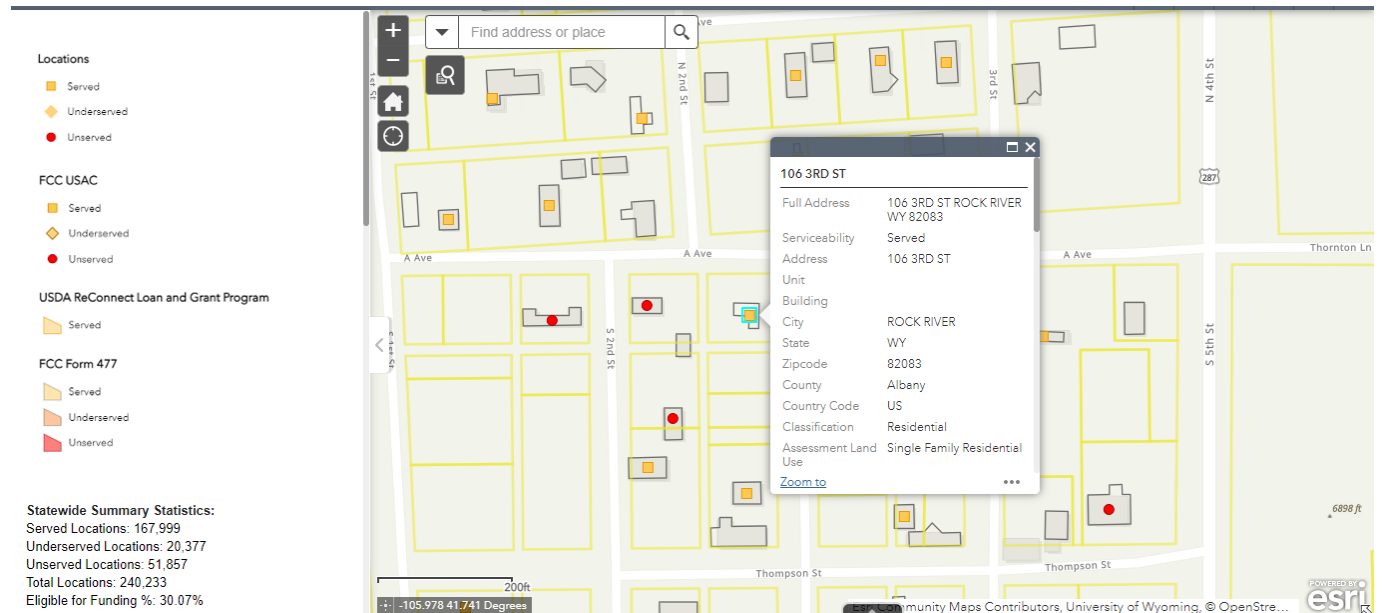 Locations
Served
Underserved
Unserved
FCC USAC
Served
Underserved
Unserved
USDA ReConnect Loan and Grant Program
Served
FCC Form 477
Served
Underserved
Unserved
Statewide Summary Statistics:
Served Locations: 167,999
Underserved Locations: 20,377
Unserved Locations: 51,857
Total Locations: 240,233
Eligible for Funding %: 30.07%
+
−
Find address or place
ve
1st St
N 2nd St
3rd St
N 4th St
287
A Ave
A Ave
A Ave
Thornton Ln
S 1st St
S 2nd St
S 5th St
106 3RD ST
Full Address 106 3RD ST ROCK RIVER
WY 82083
Serviceability Served
Address 106 3RD ST
Unit
Building
City ROCK RIVER
State WY
Zipcode 82083
County Albany
Country Code US
Classification Residential
Assessment Land Single Family Residential
Use
Zoom to •••
6898 ft
Thompson St
Thompson St
200ft
-105.978 41.741 Degrees
Esri Community Maps Contributors, University of Wyoming, © OpenStre...
POWERED BY
esri